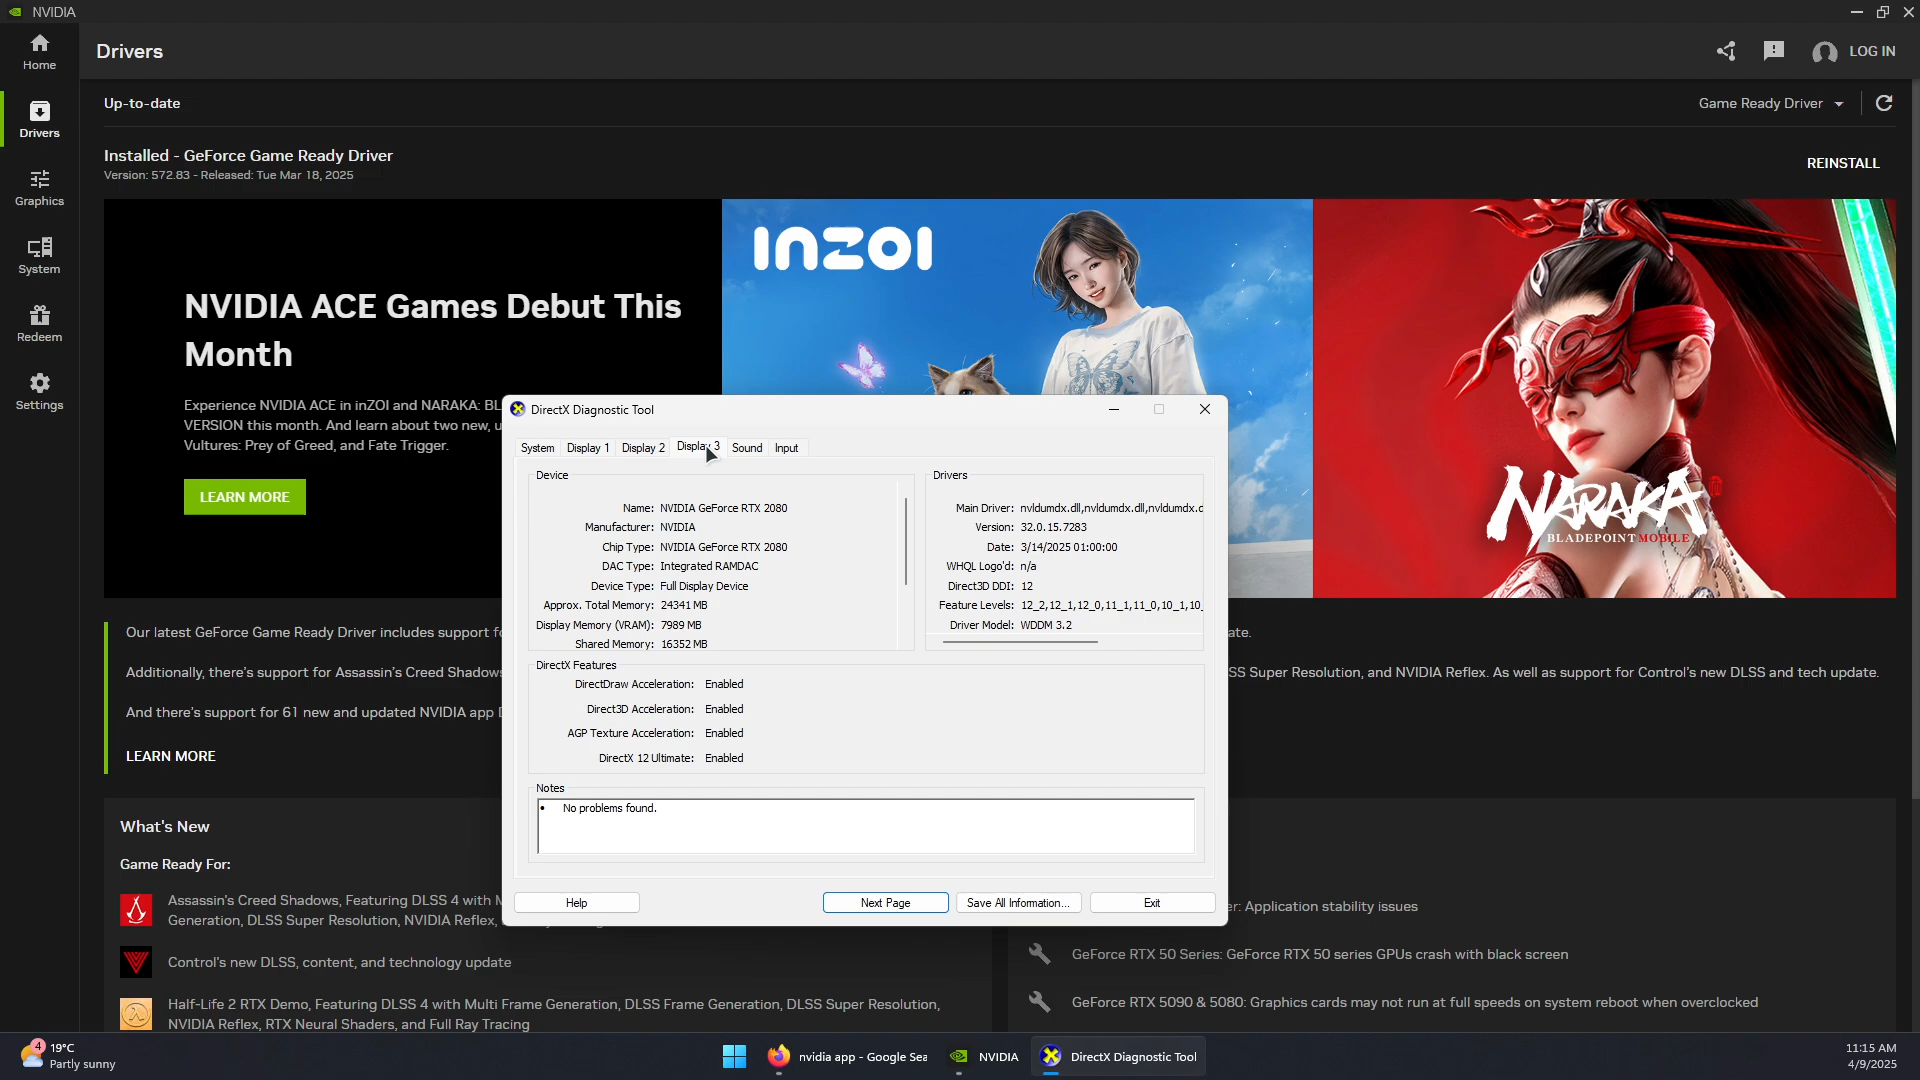 NVIDIA
Home
Drivers
Graphics
System
Redeem
Settings
Drivers
LOG IN
Up-to-date
Game Ready Driver
Installed - GeForce Game Ready Driver
Version: 572.83 - Released: Tue Mar 18, 2025
REINSTALL
NVIDIA ACE Games Debut This
Month
Experience NVIDIA ACE in inZOI and NARAKA: BL
VERSION this month. And learn about two new, u
Vultures: Prey of Greed, and Fate Trigger.
LEARN MORE
INZOI
NARAKA
BLADEPOINT MOBILE
Our latest GeForce Game Ready Driver includes support fo
ate.
Additionally, there's support for Assassin's Creed Shadows
SS Super Resolution, and NVIDIA Reflex. As well as support for Control's new DLSS and tech update.
And there's support for 61 new and updated NVIDIA app
LEARN MORE
What's New
Game Ready For:
Assassin's Creed Shadows, Featuring DLSS 4 with M
Generation, DLSS Super Resolution, NVIDIA Reflex,
Control's new DLSS, content, and technology update
Half-Life 2 RTX Demo, Featuring DLSS 4 with Multi Frame Generation, DLSS Frame Generation, DLSS Super Resolution,
NVIDIA Reflex, RTX Neural Shaders, and Full Ray Tracing
er: Application stability issues
GeForce RTX 50 Series: GeForce RTX 50 series GPUs crash with black screen
GeForce RTX 5090 & 5080: Graphics cards may not run at full speeds on system reboot when overclocked
DirectX Diagnostic Tool
System Display 1 Display 2 Display 3 Sound Input
Device
Name: NVIDIA GeForce RTX 2080
Manufacturer: NVIDIA
Chip Type: NVIDIA GeForce RTX 2080
DAC Type: Integrated RAMDAC
Device Type: Full Display Device
Approx. Total Memory: 24341 MB
Display Memory (VRAM): 7989 MB
Shared Memory: 16352 MB
Drivers
Main Driver: nvldumdx.dll,nvldumdx.dll,nvldumdx.d
Version: 32.0.15.7283
Date: 3/14/2025 01:00:00
WHQL Logo'd: n/a
Direct3D DDI: 12
Feature Levels: 12_2,12_1,12_0,11_1,11_0,10_1,10_
Driver Model: WDDM 3.2
DirectX Features
DirectDraw Acceleration: Enabled
Direct3D Acceleration: Enabled
AGP Texture Acceleration: Enabled
DirectX 12 Ultimate: Enabled
Notes
• No problems found.
Help
Next Page
Save All Information...
Exit
4
19°C
Partly sunny
nvidia app - Google Sea
NVIDIA
DirectX Diagnostic Tool
11:15 AM
4/9/2025